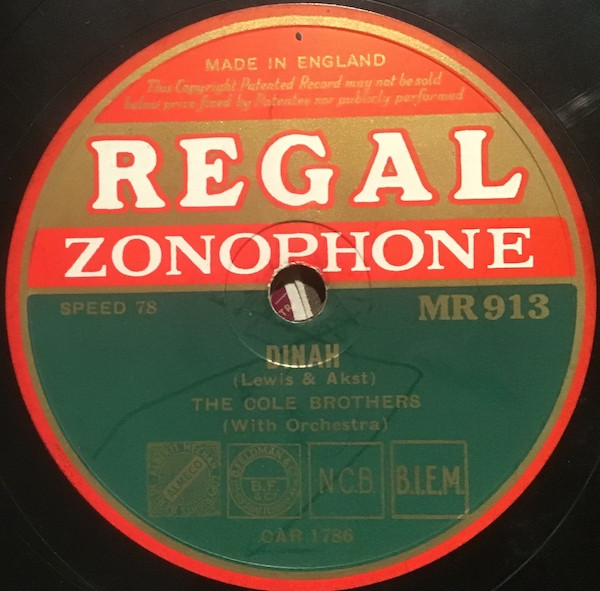 MADE IN ENGLAND
This Copyright Patented Record may not be sold
below price fixed by Patentee nor publicly performed
REGAL
ZONOPHONE
SPEED 78
MR 913
DINAH
(Lewis & Akst)
THE COLE BROTHERS
(With Orchestra)
ALMECO
B.F
N.C.B.
B.I.E.M.
CAR 1786